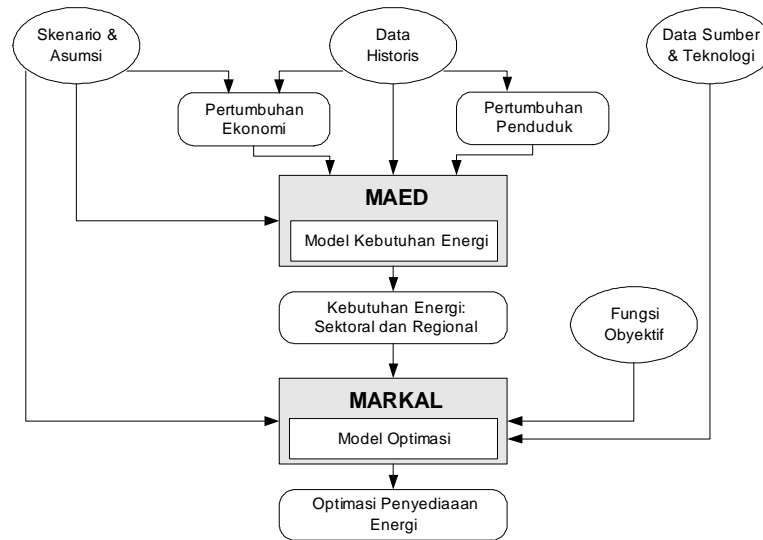 Skenario &
Asumsi
Data
Historis
Data Sumber
& Teknologi
Pertumbuhan
Ekonomi
Pertumbuhan
Penduduk
MAED
Model Kebutuhan Energi
Kebutuhan Energi:
Sektoral dan Regional
Fungsi
Obyektif
MARKAL
Model Optimasi
Optimasi Penyediaaan
Energi